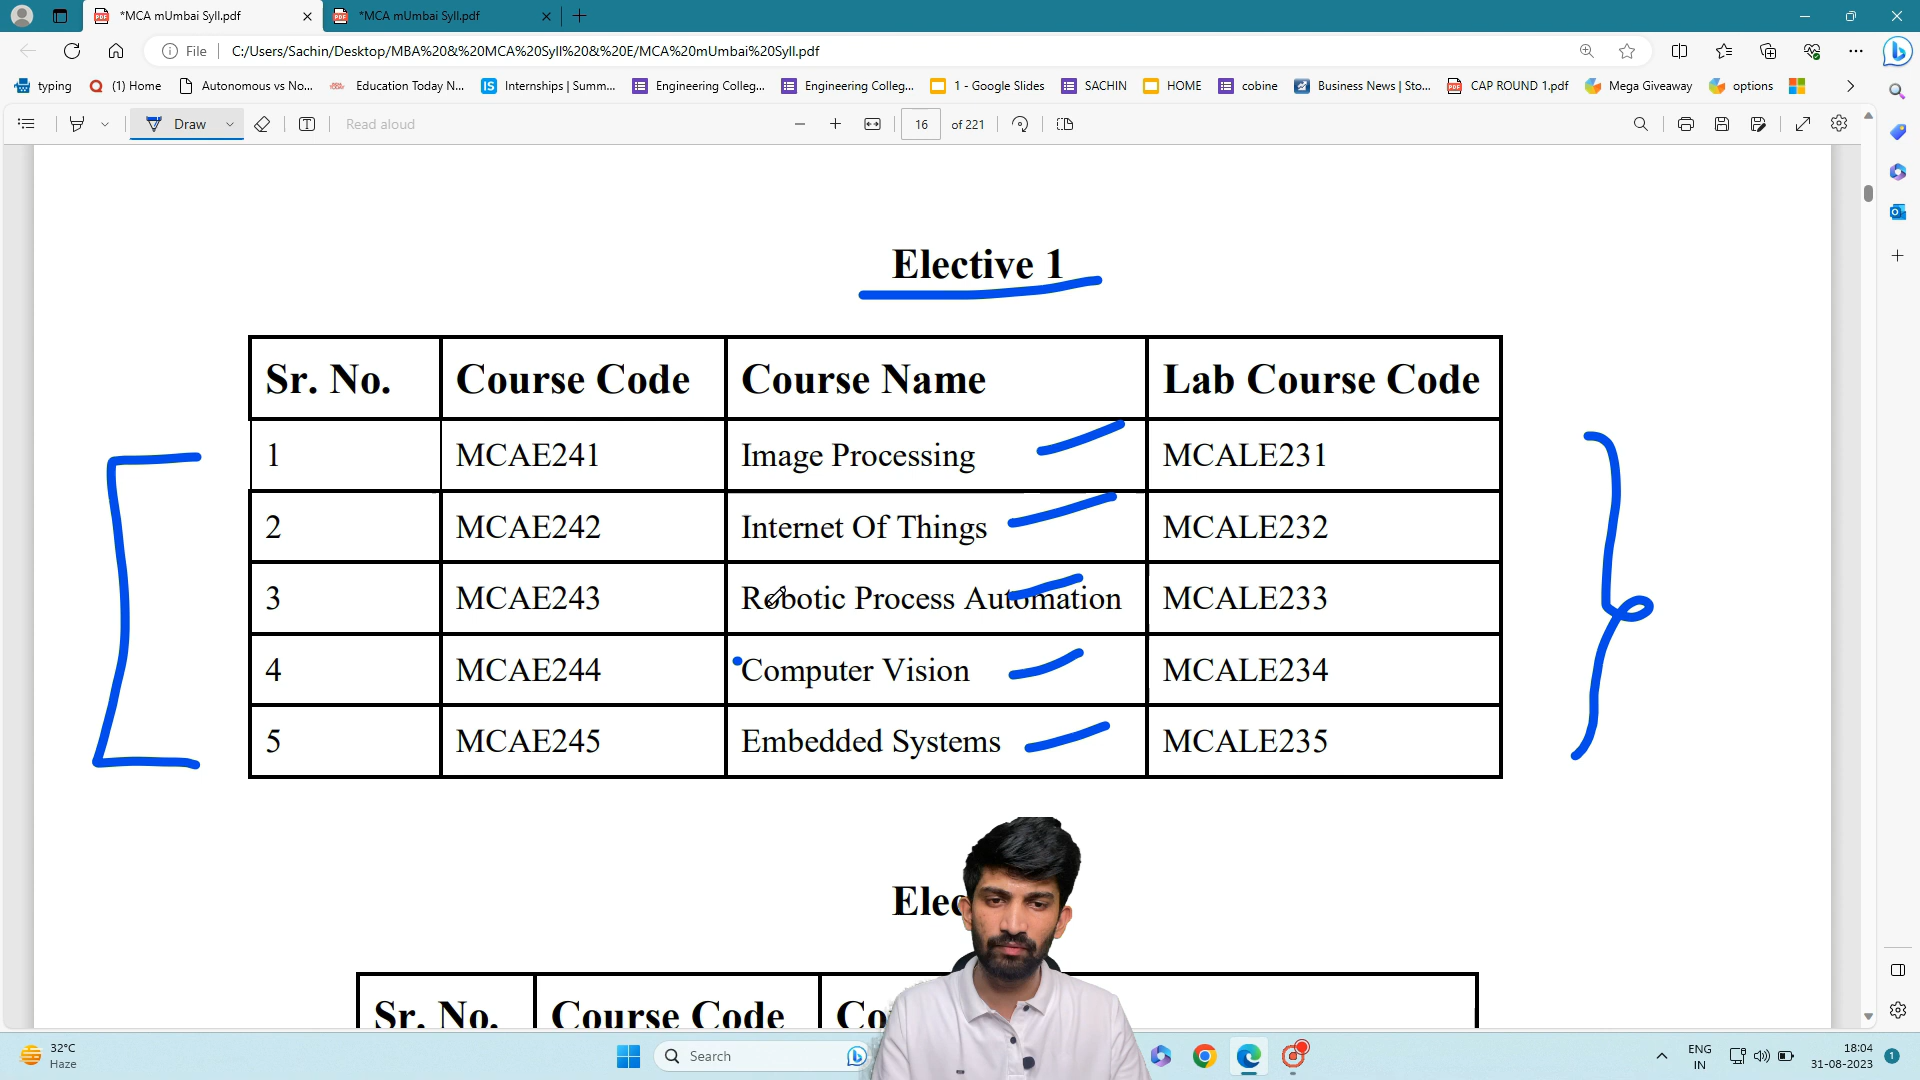 *MCA mUmbai Syll.pdf
*MCA mUmbai Syll.pdf
File
C:/Users/Sachin/Desktop/MBA%20&%20MCA%20Syll%20&%20E/MCA%20mUmbai%20Syll.pdf
typing
(1) Home
Autonomous vs No...
Education Today N...
Internships | Summ...
Engineering Colleg...
Engineering Colleg...
1 - Google Slides
SACHIN
HOME
cobine
Business News | Sto...
CAP ROUND 1.pdf
Mega Giveaway
options
Draw
Read aloud
16 of 221
Elective 1
Sr. No. Course Code Course Name Lab Course Code
1 MCAE241 Image Processing MCALE231
2 MCAE242 Internet Of Things MCALE232
3 MCAE243 Robotic Process Automation MCALE233
4 MCAE244 Computer Vision MCALE234
5 MCAE245 Embedded Systems MCALE235
Sr. No. Course Code
32°C
Haze
Search
ENG
IN
18:04
31-08-2023
1